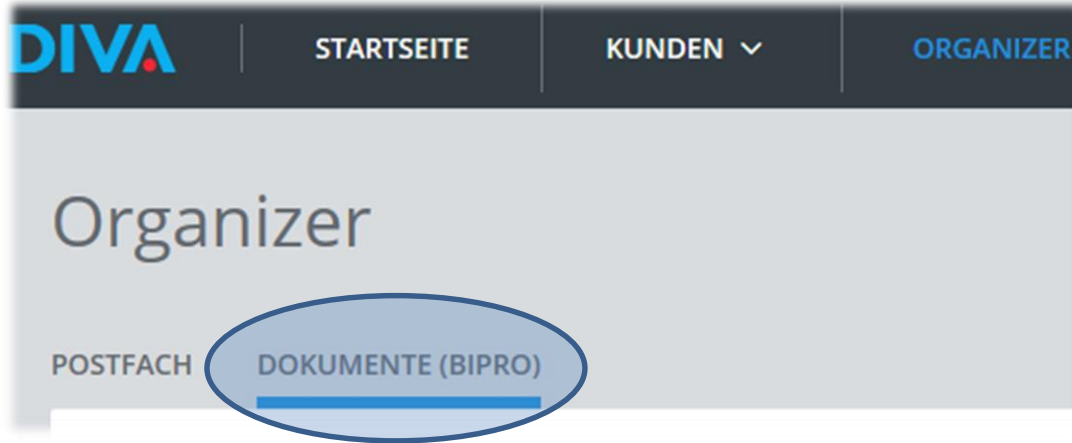 DIVA STARTSEITE KUNDEN ORGANIZER
Organizer
POSTFACH DOKUMENTE (BIPRO)